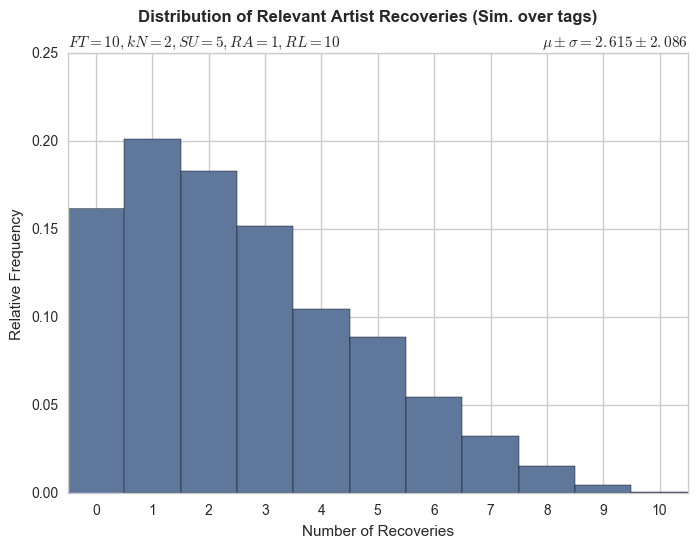 Distribution of Relevant Artist Recoveries (Sim. over tags)
FT = 10, kN = 2, SU = 5, RA = 1, RL = 10 μ ± σ = 2.615 ± 2.086
0.25
0.20
0.15
0.10
0.05
0.00
Relative Frequency
0 1 2 3 4 5 6 7 8 9 10
Number of Recoveries